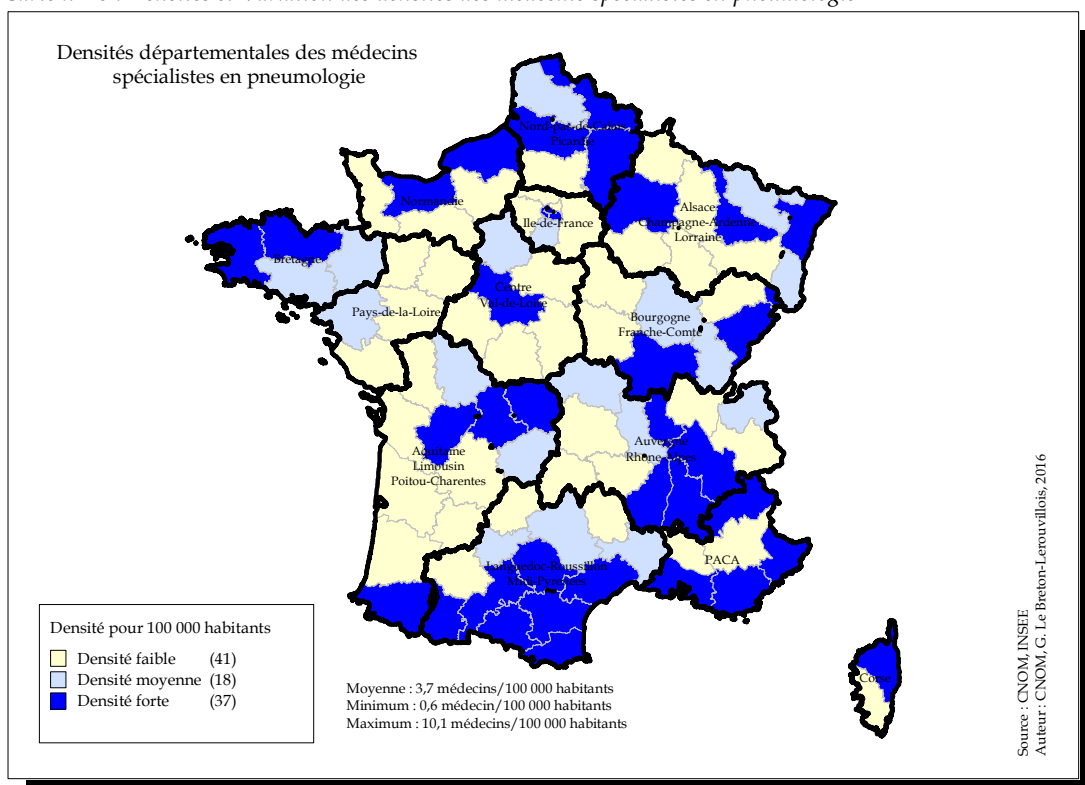 Densités départementales des médecins
spécialistes en pneumologie
Nord-pas-de-Calais
Picardie
Normandie
Ile-de-France
Alsace
Champagne-Ardenne
Lorraine
Bretagne
Pays-de-la-Loire
Centre
Val-de-Loire
Bourgogne
Franche-Comté
Aquitaine
Limousin
Poitou-Charentes
Auvergne
Rhône-Alpes
Languedoc-Roussillon
Midi-Pyrénées
PACA
Corse
Densité pour 100 000 habitants
Densité faible (41)
Densité moyenne (18)
Densité forte (37)
Moyenne : 3,7 médecins/100 000 habitants
Minimum : 0,6 médecin/100 000 habitants
Maximum : 10,1 médecins/100 000 habitants
Source : CNOM, INSEE
Auteur : CNOM, G. Le Breton-Lerouvillois, 2016